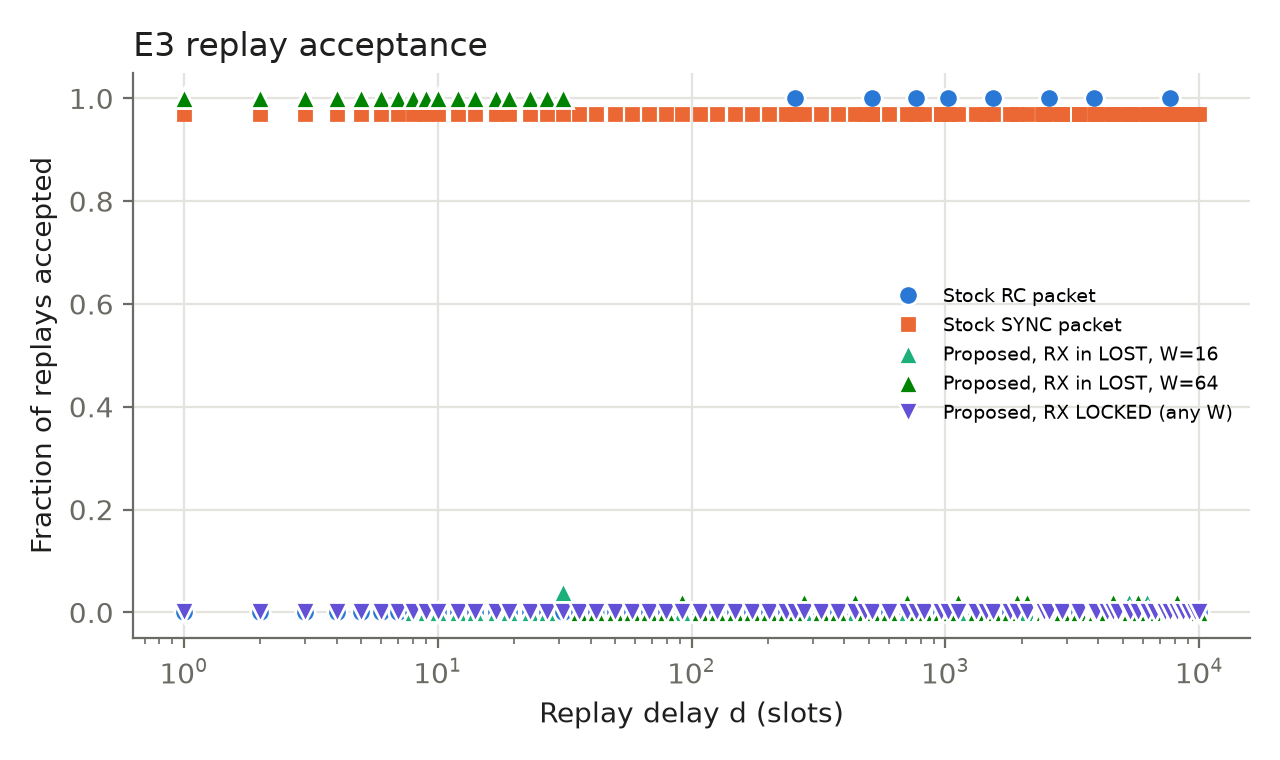 E3 replay acceptance
Fraction of replays accepted
1.0
0.8
0.6
0.4
0.2
0.0
Stock RC packet
Stock SYNC packet
Proposed, RX in LOST, W=16
Proposed, RX in LOST, W=64
Proposed, RX LOCKED (any W)
10⁰
10¹
10²
10³
10⁴
Replay delay d (slots)